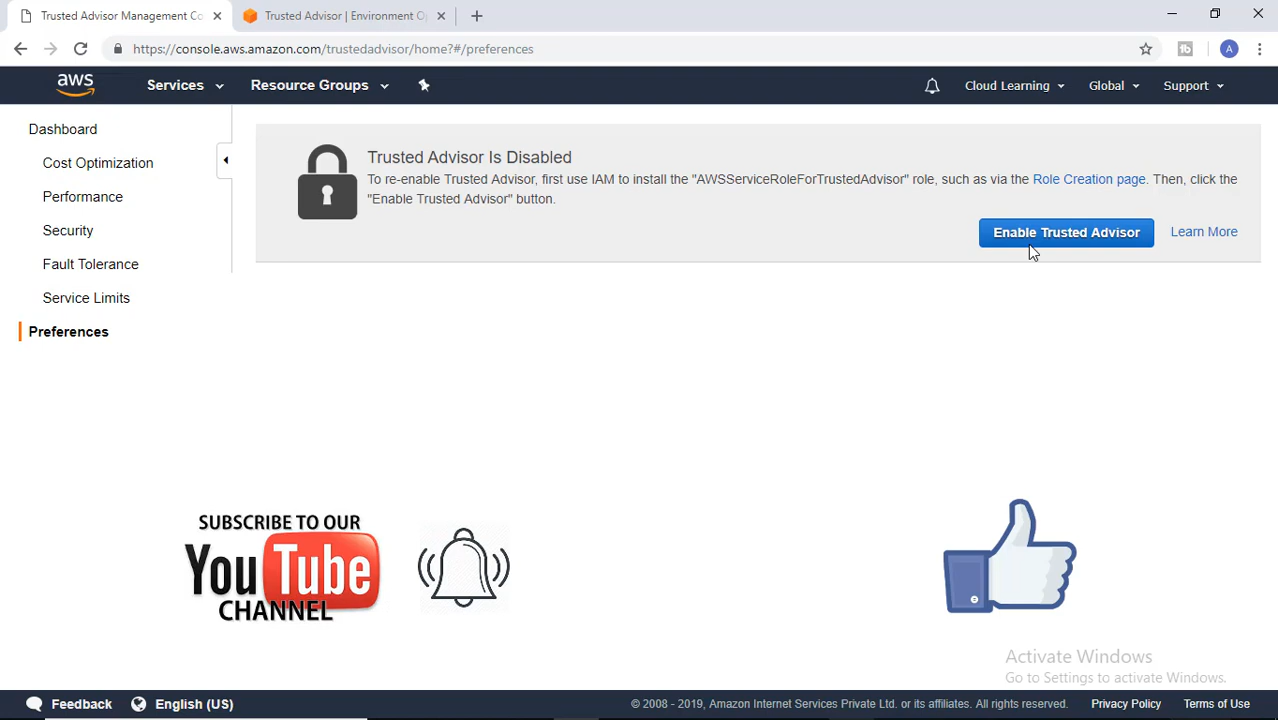 Trusted Advisor Management Co
Trusted Advisor | Environment Op
https://console.aws.amazon.com/trustedadvisor/home?#/preferences
tb
A
aws
Services
Resource Groups
Cloud Learning
Global
Support
Dashboard
Cost Optimization
Performance
Security
Fault Tolerance
Service Limits
Preferences
Trusted Advisor Is Disabled
To re-enable Trusted Advisor, first use IAM to install the "AWSServiceRoleForTrustedAdvisor" role, such as via the Role Creation page. Then, click the
"Enable Trusted Advisor" button.
Enable Trusted Advisor
Learn More
SUBSCRIBE TO OUR
YouTube
CHANNEL
Activate Windows
Go to Settings to activate Windows.
Feedback
English (US)
© 2008 - 2019, Amazon Internet Services Private Ltd. or its affiliates. All rights reserved.
Privacy Policy
Terms of Use